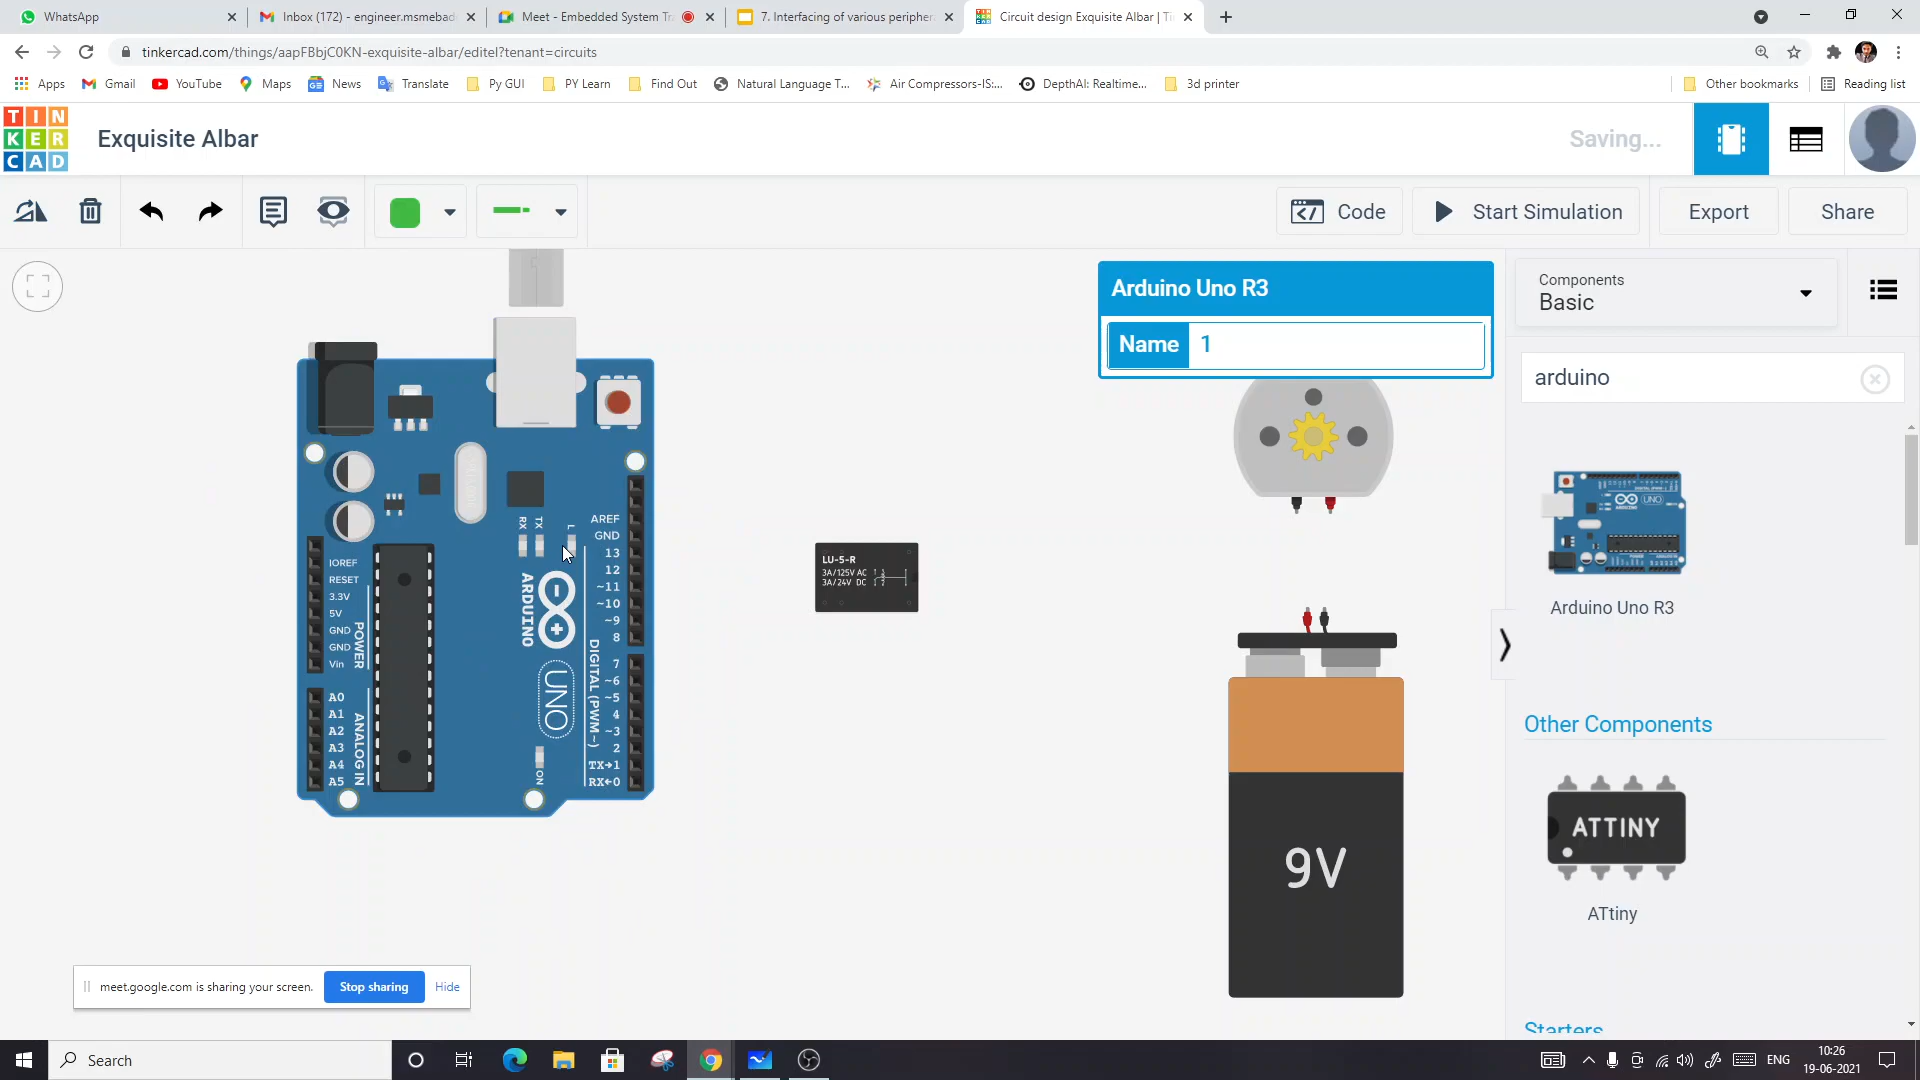 WhatsApp
Inbox (172) - engineer.msmebad
Meet - Embedded System Tr
7. Interfacing of various peripher
Circuit design Exquisite Albar | Ti
tinkercad.com/things/aapFBbjC0KN-exquisite-albar/editel?tenant=circuits
Apps
Gmail
YouTube
Maps
News
Translate
Py GUI
PY Learn
Find Out
Natural Language T...
Air Compressors-IS:...
DepthAI: Realtime...
3d printer
Other bookmarks
Reading list
TIN
KER
CAD
Exquisite Albar
Saving...
Code
Start Simulation
Export
Share
Arduino Uno R3
Name 1
Components
Basic
arduino
Arduino Uno R3
Other Components
ATTINY
ATtiny
Starters
RX
TX
L
AREF
GND
13
12
~11
~10
~9
8
7
~6
~5
4
~3
2
TX→1
RX←0
DIGITAL (PWM~)
ARDUINO
UNO
ON
IOREF
RESET
3.3V
5V
GND
GND
Vin
POWER
A0
A1
A2
A3
A4
A5
ANALOG IN
LU-5-R
3A/125V AC
3A/24V DC
9V
meet.google.com is sharing your screen.
Stop sharing
Hide
Search
ENG
10:26
19-06-2021